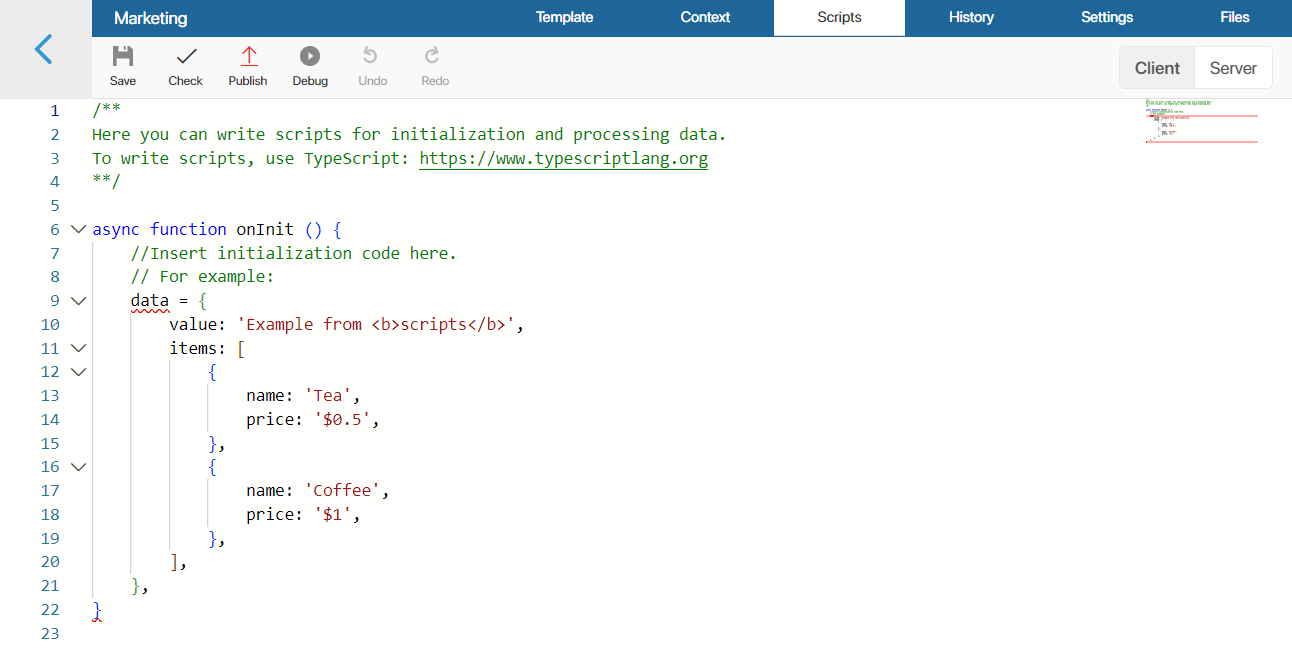 Marketing Template Context Scripts History Settings Files
Save Check Publish Debug Undo Redo Client Server
1 /**
2 Here you can write scripts for initialization and processing data.
3 To write scripts, use TypeScript: https://www.typescriptlang.org
4 **/
5
6 async function onInit () {
7 //Insert initialization code here.
8 // For example:
9 data = {
10 value: 'Example from <b>scripts</b>',
11 items: [
12 {
13 name: 'Tea',
14 price: '$0.5',
15 },
16 {
17 name: 'Coffee',
18 price: '$1',
19 },
20 ],
21 },
22 }
23